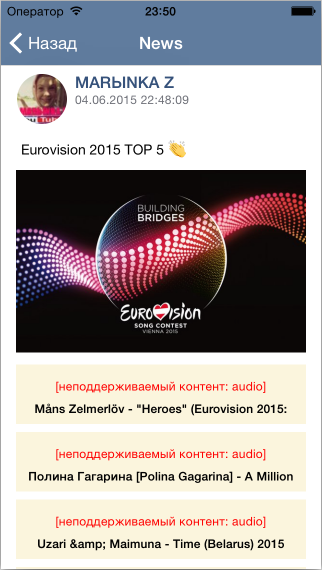 Оператор 23:50
Назад News
MARЫNKA Z
04.06.2015 22:48:09
Eurovision 2015 TOP 5 👏
BUILDING
BRIDGES
EUROVISION
SONG CONTEST
VIENNA 2015
[неподдерживаемый контент: audio]
Måns Zelmerlöv - "Heroes" (Eurovision 2015:
[неподдерживаемый контент: audio]
Полина Гагарина [Polina Gagarina] - A Million
[неподдерживаемый контент: audio]
Uzari &amp; Maimuna - Time (Belarus) 2015